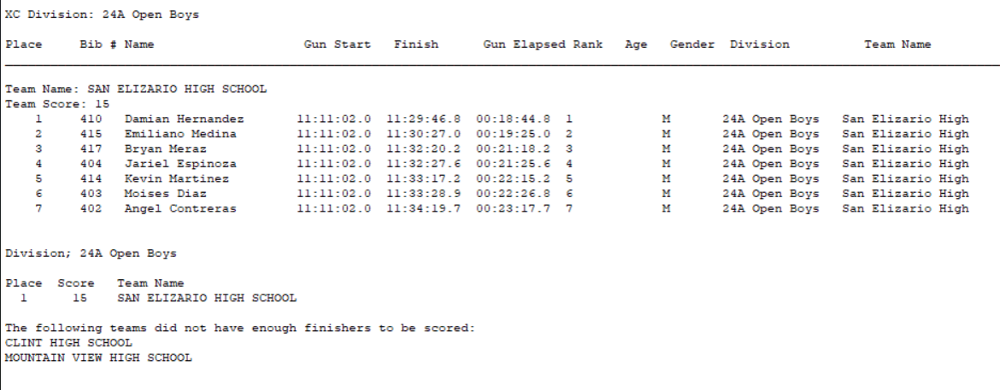 XC Division: 24A Open Boys
Place Bib # Name Gun Start Finish Gun Elapsed Rank Age Gender Division Team Name
Team Name: SAN ELIZARIO HIGH SCHOOL
Team Score: 15
1 410 Damian Hernandez 11:11:02.0 11:29:46.8 00:18:44.8 1 M 24A Open Boys San Elizario High
2 415 Emiliano Medina 11:11:02.0 11:30:27.0 00:19:25.0 2 M 24A Open Boys San Elizario High
3 417 Bryan Meraz 11:11:02.0 11:32:20.2 00:21:18.2 3 M 24A Open Boys San Elizario High
4 404 Jariel Espinoza 11:11:02.0 11:32:27.6 00:21:25.6 4 M 24A Open Boys San Elizario High
5 414 Kevin Martinez 11:11:02.0 11:33:17.2 00:22:15.2 5 M 24A Open Boys San Elizario High
6 403 Moises Diaz 11:11:02.0 11:33:28.9 00:22:26.8 6 M 24A Open Boys San Elizario High
7 402 Angel Contreras 11:11:02.0 11:34:19.7 00:23:17.7 7 M 24A Open Boys San Elizario High
Division; 24A Open Boys
Place Score Team Name
1 15 SAN ELIZARIO HIGH SCHOOL
The following teams did not have enough finishers to be scored:
CLINT HIGH SCHOOL
MOUNTAIN VIEW HIGH SCHOOL